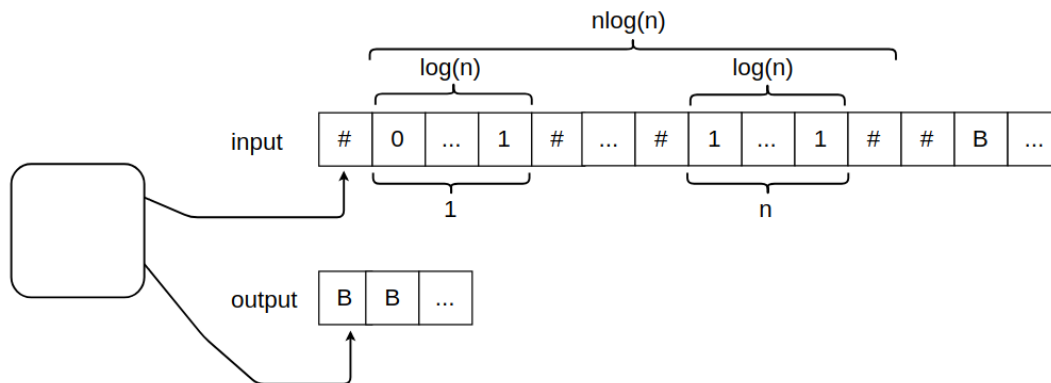 nlog(n)
log(n) log(n)
input # 0 ... 1 # ... # 1 ... 1 # # B ...
1 n
output B B ...